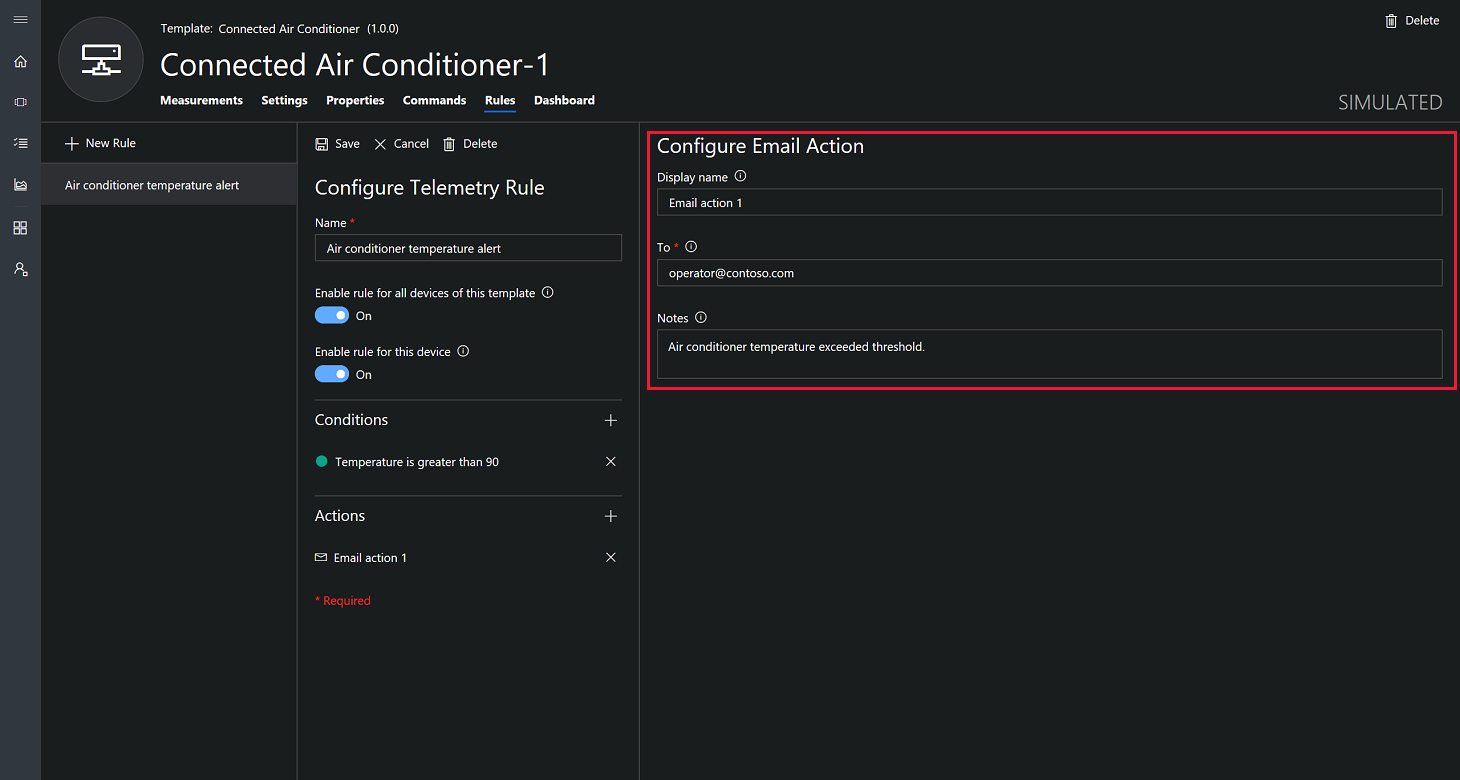 Template: Connected Air Conditioner (1.0.0)
Delete
Connected Air Conditioner-1
Measurements Settings Properties Commands Rules Dashboard
SIMULATED
New Rule
Air conditioner temperature alert
Save Cancel Delete
Configure Telemetry Rule
Name *
Air conditioner temperature alert
Enable rule for all devices of this template
On
Enable rule for this device
On
Conditions
Temperature is greater than 90
Actions
Email action 1
* Required
Configure Email Action
Display name
Email action 1
To *
operator@contoso.com
Notes
Air conditioner temperature exceeded threshold.